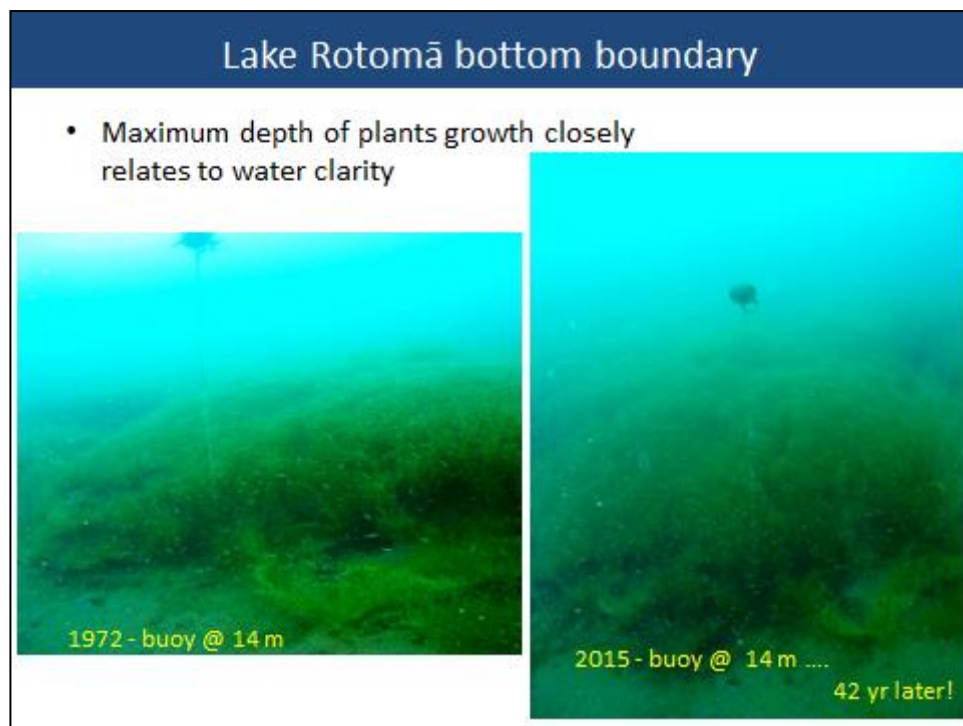 Lake Rotomā bottom boundary
• Maximum depth of plants growth closely
relates to water clarity
1972 - buoy @ 14 m
2015 - buoy @ 14 m ....
42 yr later!